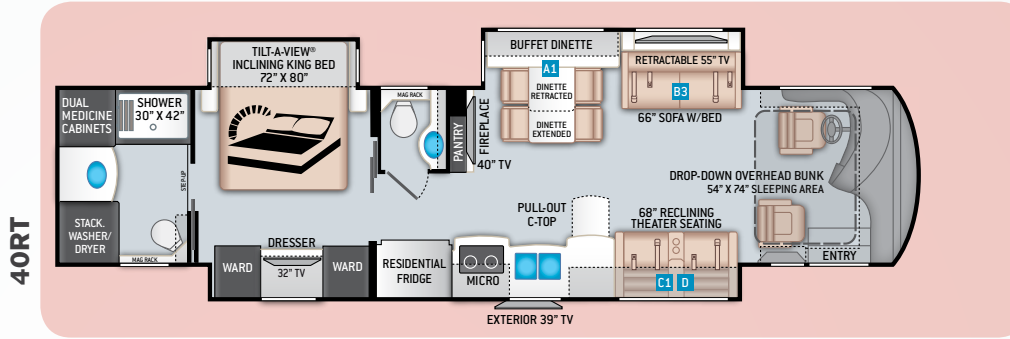 40RT
DUAL
MEDICINE
CABINETS
SHOWER
30" X 42"
STEP-UP
STACK.
WASHER/
DRYER
MAG RACK
TILT-A-VIEW®
INCLINING KING BED
72" X 80"
WARD
DRESSER
32" TV
WARD
MAG RACK
PANTRY
FIREPLACE
40" TV
RESIDENTIAL
FRIDGE
MICRO
EXTERIOR 39" TV
PULL-OUT
C-TOP
BUFFET DINETTE
A1
DINETTE
RETRACTED
DINETTE
EXTENDED
RETRACTABLE 55" TV
B3
66" SOFA W/BED
68" RECLINING
THEATER SEATING
C1 D
DROP-DOWN OVERHEAD BUNK
54" X 74" SLEEPING AREA
ENTRY